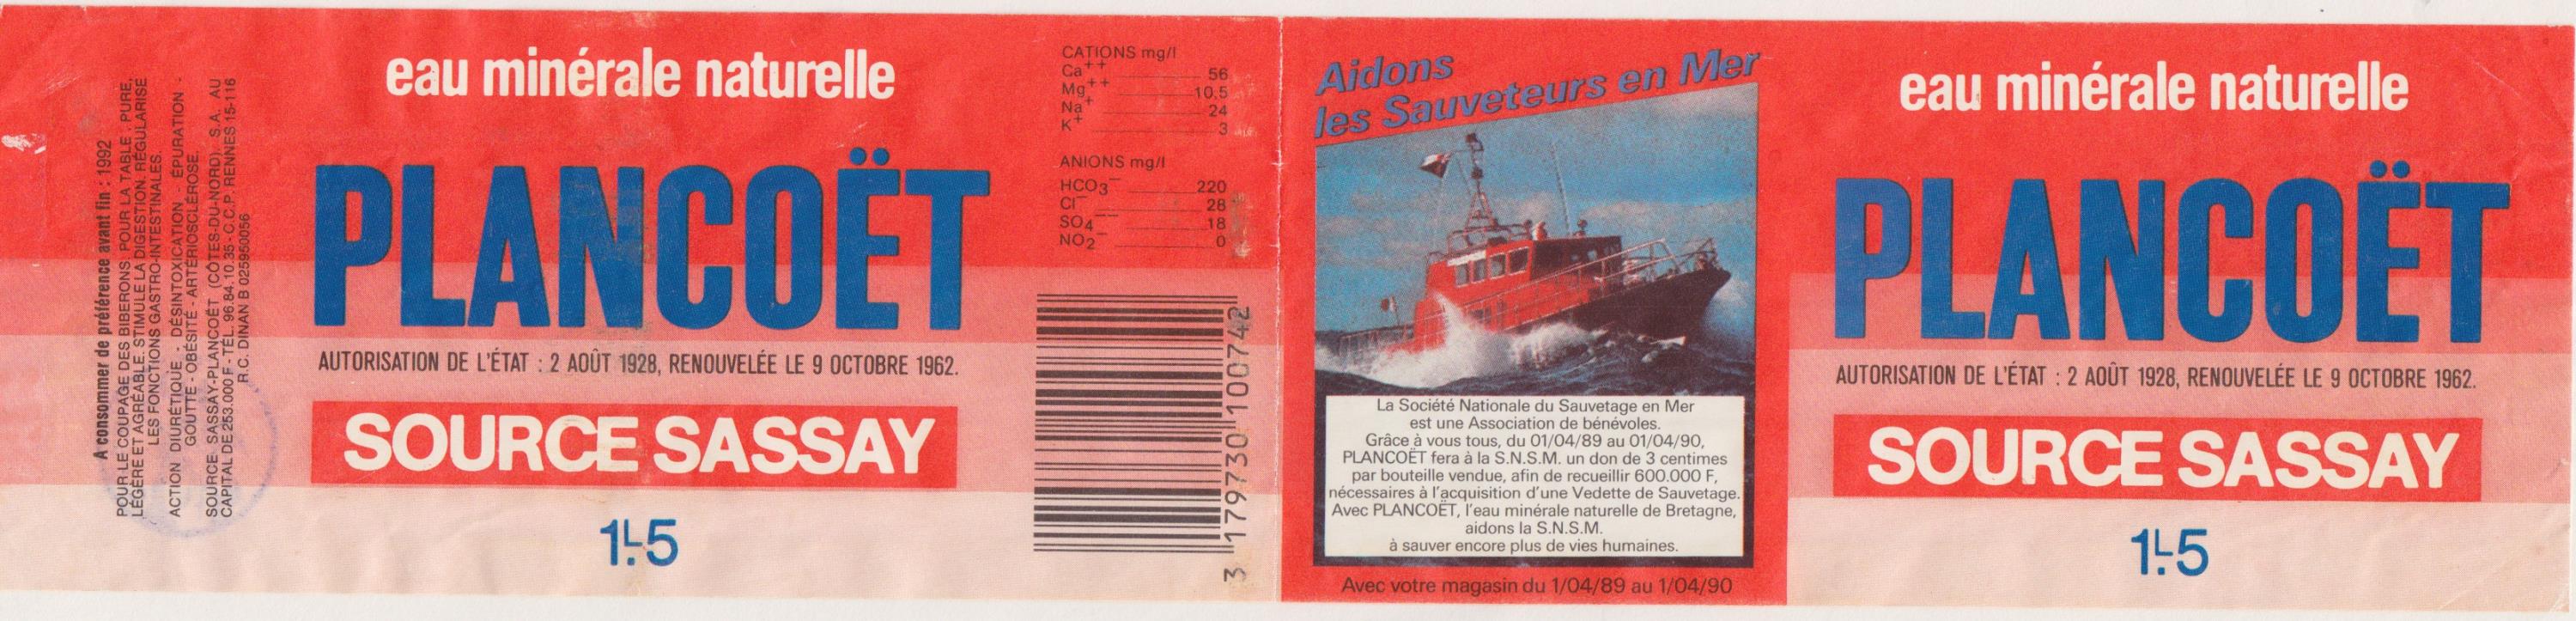 A consommer de préférence avant fin : 1992
POUR LE COUPAGE DES BIBERONS. POUR LA TABLE : PURE,
LÉGÈRE ET AGRÉABLE. STIMULE LA DIGESTION. RÉGULARISE
LES FONCTIONS GASTRO-INTESTINALES.
ACTION DIURÉTIQUE - DÉSINTOXICATION - ÉPURATION -
GOUTTE - OBÉSITÉ - ARTÉRIOSCLÉROSE.
SOURCE SASSAY-PLANCOËT (CÔTES-DU-NORD). S.A. AU
CAPITAL DE 253.000 F - TÉL. 96.84.10.35 - C.C.P. RENNES 15-116
R.C. DINAN B 025950056
eau minérale naturelle
PLANCOËT
AUTORISATION DE L'ÉTAT : 2 AOÛT 1928, RENOUVELÉE LE 9 OCTOBRE 1962.
SOURCE SASSAY
1L.5
CATIONS mg/l
Ca++ 56
Mg++ 10,5
Na+ 24
K+ 3
ANIONS mg/l
HCO3- 220
Cl- 28
SO4-- 18
NO2- 0
3 179730 100742
Aidons
les Sauveteurs en Mer
La Société Nationale du Sauvetage en Mer
est une Association de bénévoles.
Grâce à vous tous, du 01/04/89 au 01/04/90,
PLANCOËT fera à la S.N.S.M. un don de 3 centimes
par bouteille vendue, afin de recueillir 600.000 F,
nécessaires à l'acquisition d'une Vedette de Sauvetage.
Avec PLANCOËT, l'eau minérale naturelle de Bretagne,
aidons la S.N.S.M.
à sauver encore plus de vies humaines.
Avec votre magasin du 1/04/89 au 1/04/90
eau minérale naturelle
PLANCOËT
AUTORISATION DE L'ÉTAT : 2 AOÛT 1928, RENOUVELÉE LE 9 OCTOBRE 1962.
SOURCE SASSAY
1L.5